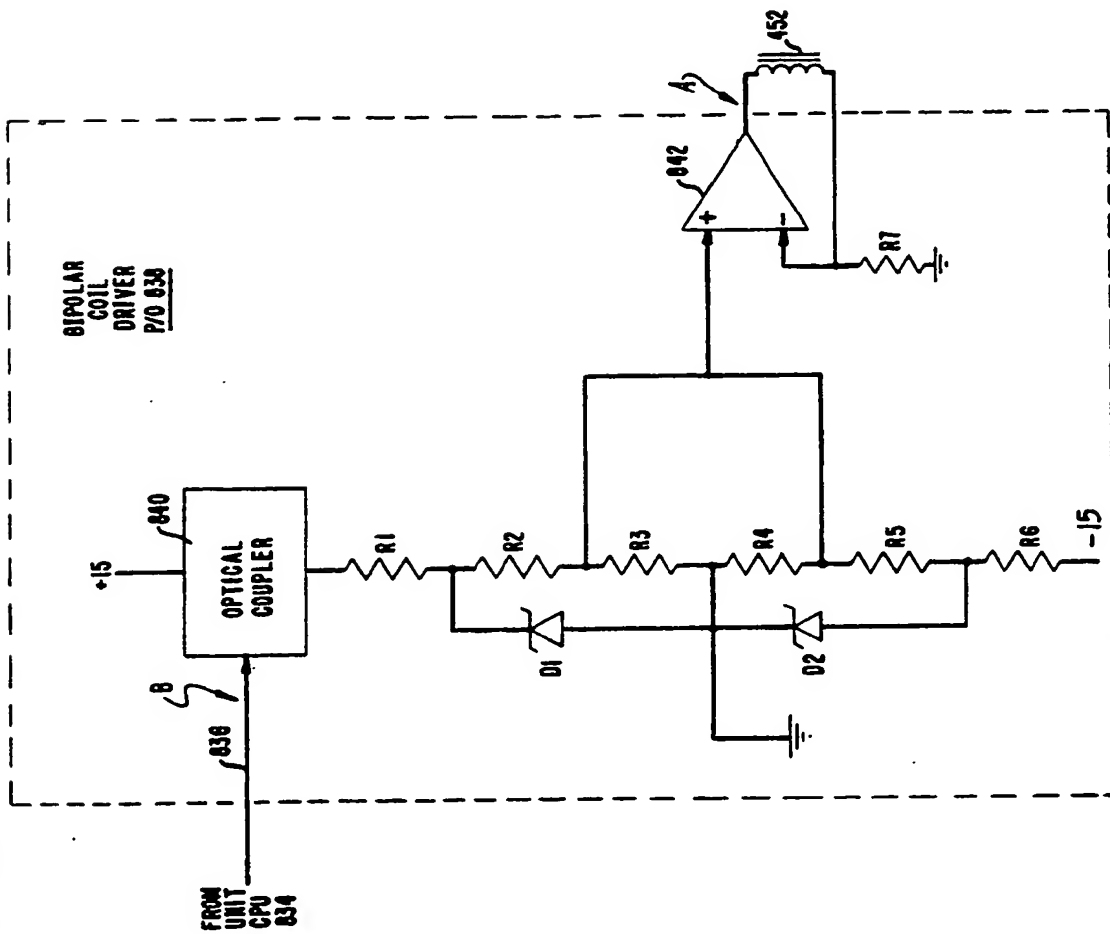 BIPOLAR
COIL
DRIVER
P/O 838
+15
840
OPTICAL
COUPLER
B
836
FROM
UNIT
CPU
834
R1
R2
R3
R4
R5
R6
-15
D1
D2
842
+
-
A
452
R7